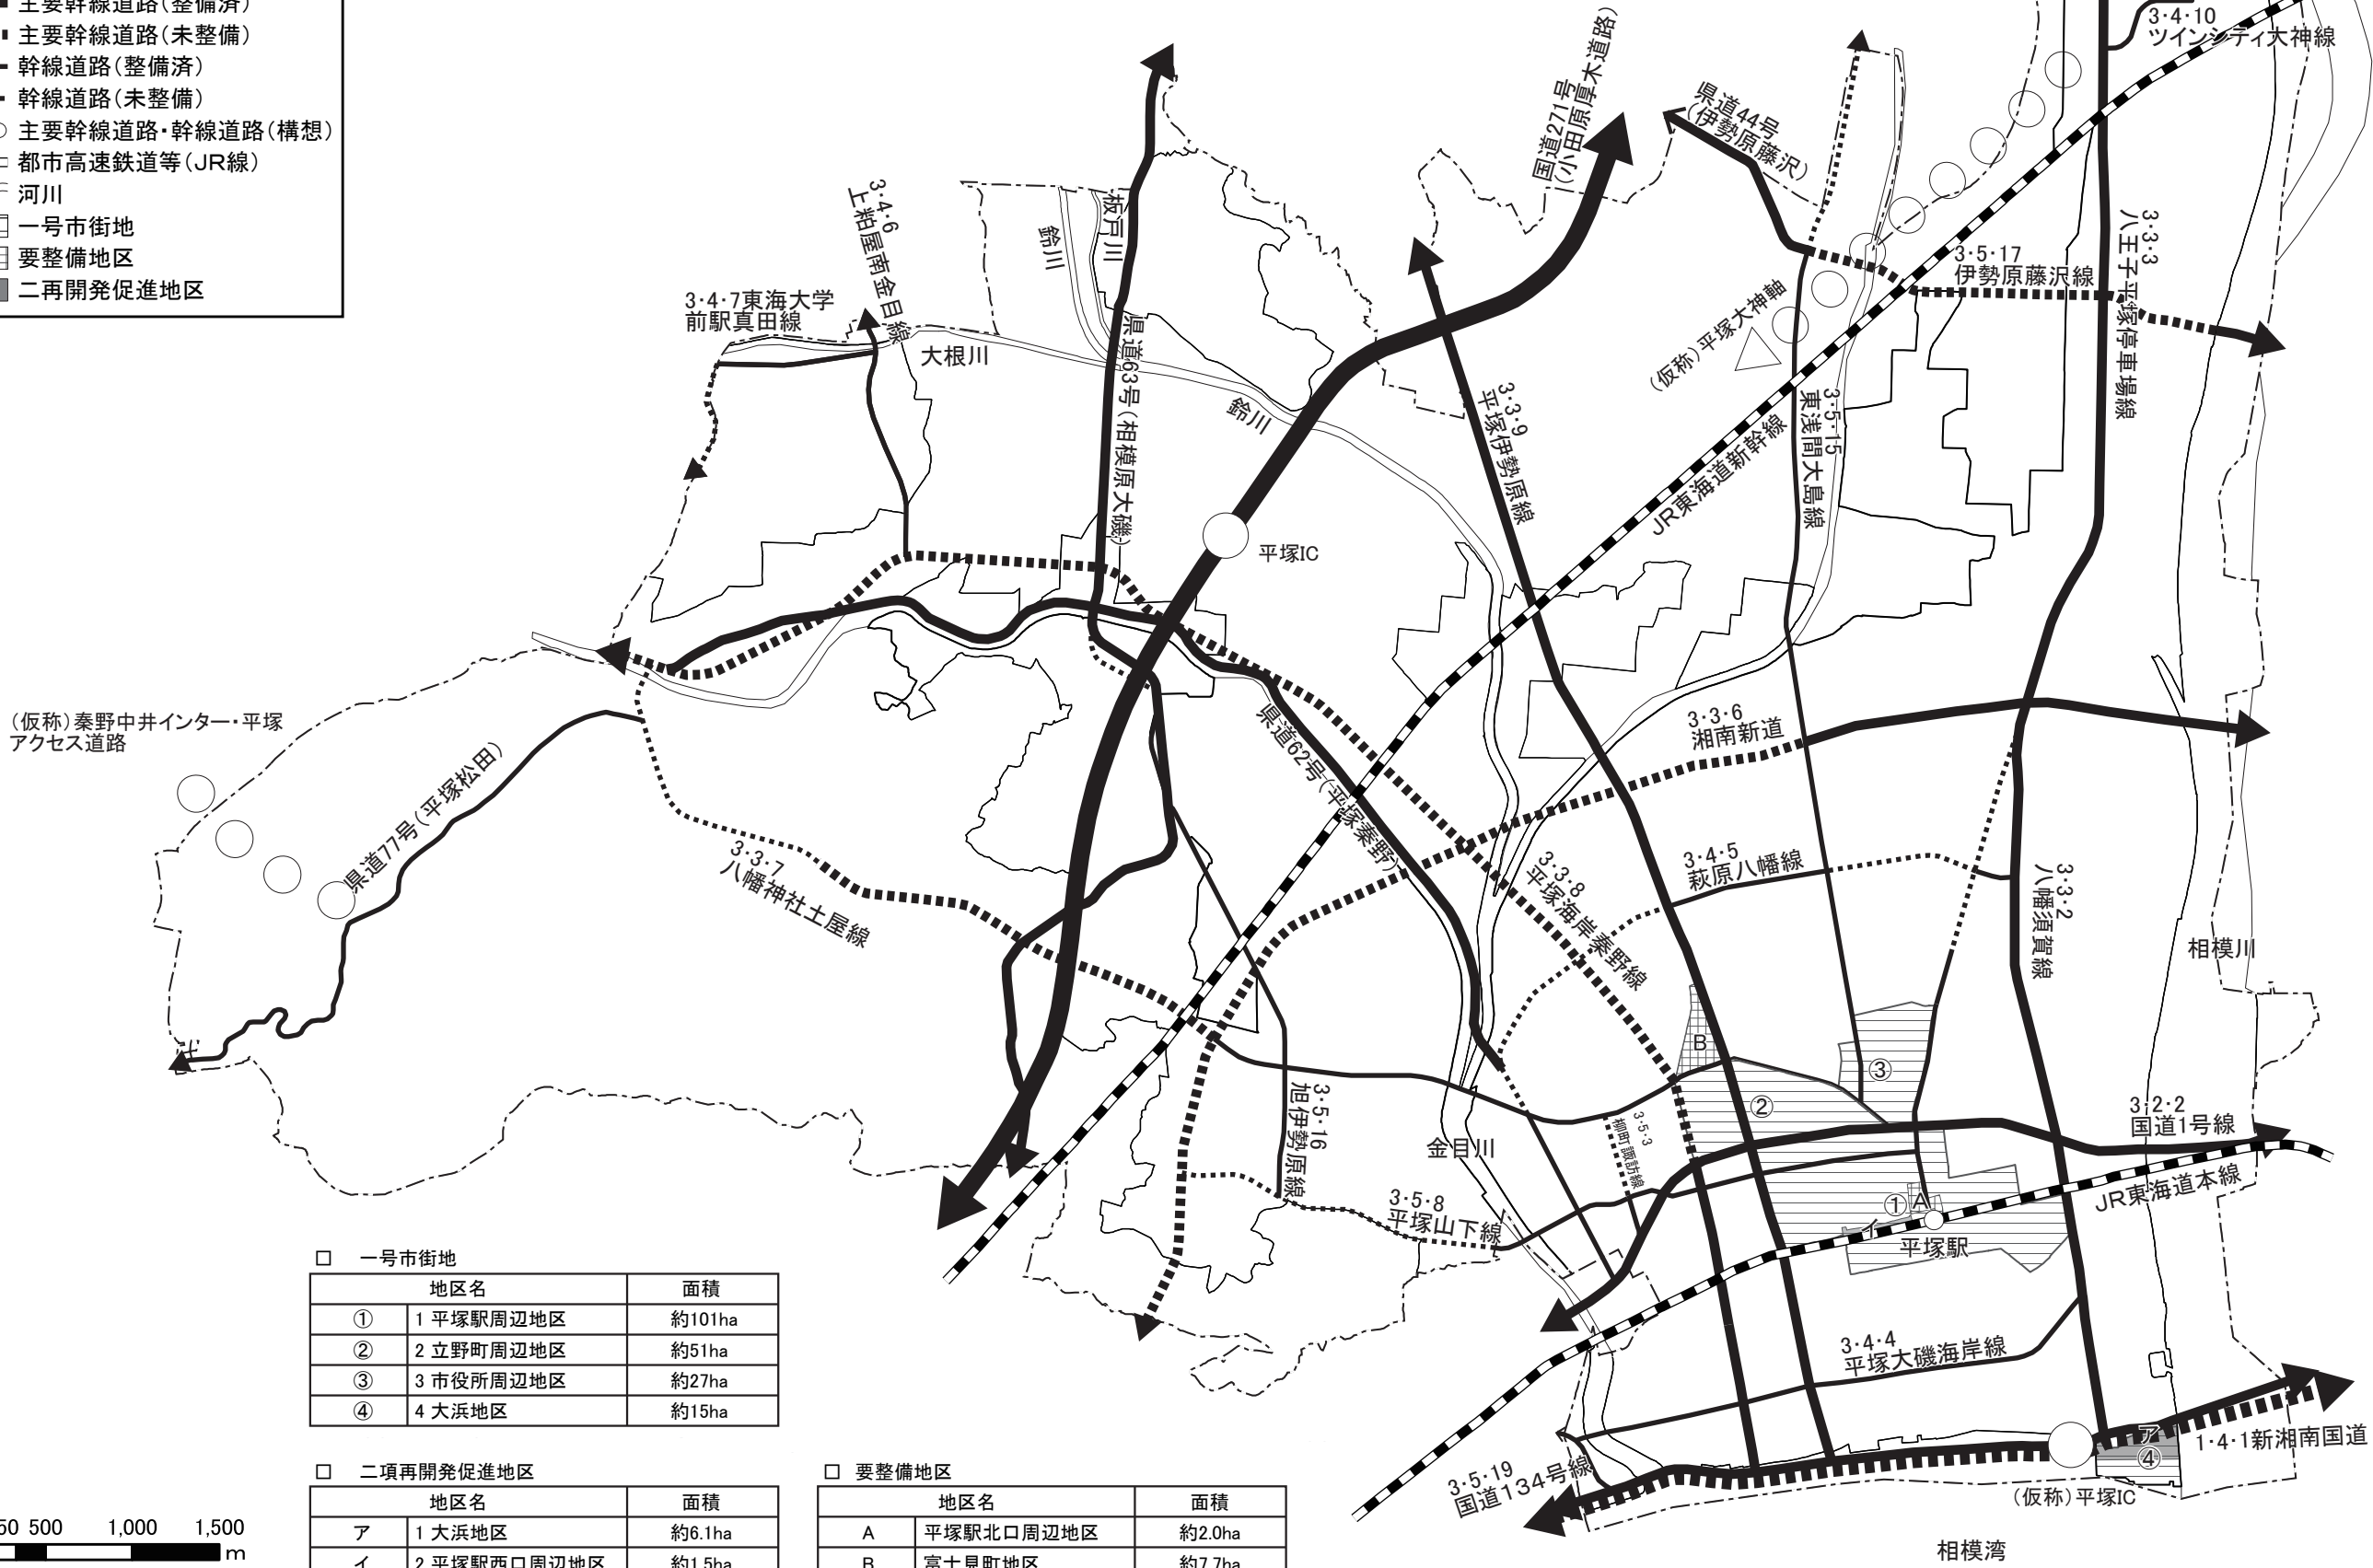 主要幹線道路(整備済)
主要幹線道路(未整備)
幹線道路(整備済)
幹線道路(未整備)
主要幹線道路・幹線道路(構想)
都市高速鉄道等(JR線)
河川
一号市街地
要整備地区
二再開発促進地区
3・4・10
ツインシティ大神線
国道271号
(小田原厚木道路)
県道44号
(伊勢原藤沢)
3・4・6
上粕屋南金目線
鈴川
板戸川
3・3・3
八王子平塚停車場線
3・5・17
伊勢原藤沢線
3・4・7東海大学
前駅真田線
大根川
県道63号(相模原大磯)
鈴川
(仮称)平塚大神軸
3・3・9
平塚伊勢原線
3・5・15
東浅間大島線
JR東海道新幹線
平塚IC
(仮称)秦野中井インター・平塚
アクセス道路
県道77号(平塚松田)
県道62号(平塚秦野)
3・3・6
湘南新道
3・3・7
八幡神社土屋線
3・3・8
平塚海岸秦野線
3・4・5
萩原八幡線
3・3・2
八幡須賀線
相模川
B
③
②
3・5・16
旭伊勢原線
金目川
3・5・3
柳町諏訪線
3・2・2
国道1号線
3・5・8
平塚山下線
①
A
イ
平塚駅
JR東海道本線
3・4・4
平塚大磯海岸線
3・5・19
国道134号線
ア
④
1・4・1新湘南国道
(仮称)平塚IC
相模湾
□ 一号市街地
地区名 面積
① 1 平塚駅周辺地区 約101ha
② 2 立野町周辺地区 約51ha
③ 3 市役所周辺地区 約27ha
④ 4 大浜地区 約15ha
□ 二項再開発促進地区
地区名 面積
ア 1 大浜地区 約6.1ha
イ 2 平塚駅西口周辺地区 約1.5ha
□ 要整備地区
地区名 面積
A 平塚駅北口周辺地区 約2.0ha
B 富士見町地区 約7.7ha
50 500 1,000 1,500
m